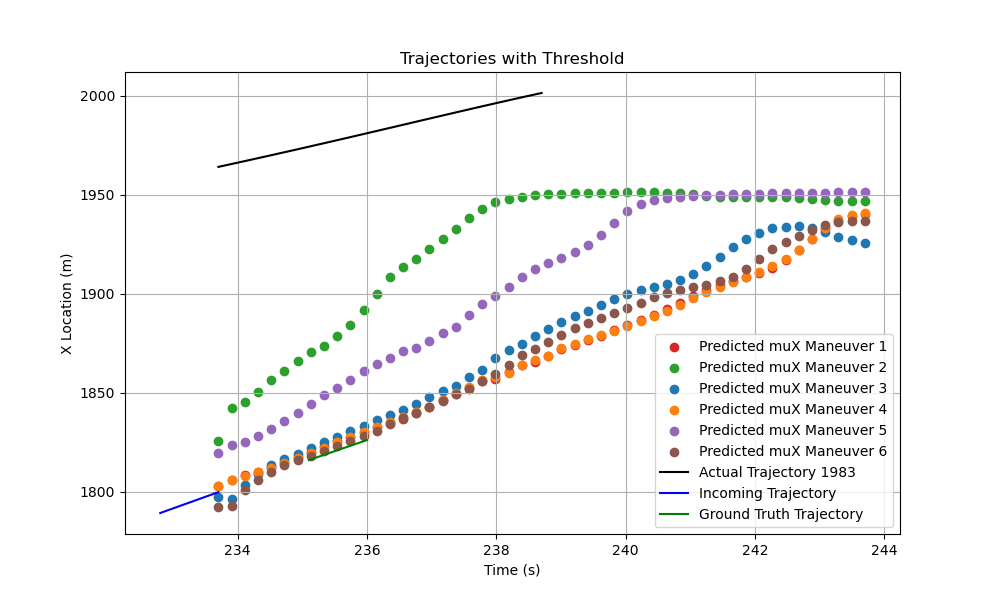 Trajectories with Threshold
X Location (m)
2000
1950
1900
1850
1800
234 236 238 240 242 244
Time (s)
Predicted muX Maneuver 1
Predicted muX Maneuver 2
Predicted muX Maneuver 3
Predicted muX Maneuver 4
Predicted muX Maneuver 5
Predicted muX Maneuver 6
Actual Trajectory 1983
Incoming Trajectory
Ground Truth Trajectory